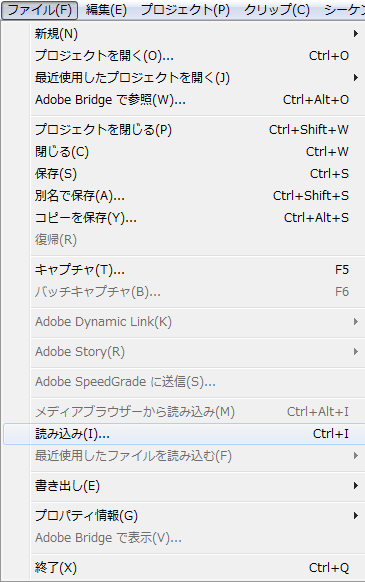 ファイル(F) 編集(E) プロジェクト(P) クリップ(C) シーケン
新規(N)
プロジェクトを開く(O)... Ctrl+O
最近使用したプロジェクトを開く(J)
Adobe Bridge で参照(W)... Ctrl+Alt+O
プロジェクトを閉じる(P) Ctrl+Shift+W
閉じる(C) Ctrl+W
保存(S) Ctrl+S
別名で保存(A)... Ctrl+Shift+S
コピーを保存(Y)... Ctrl+Alt+S
復帰(R)
キャプチャ(T)... F5
バッチキャプチャ(B)... F6
Adobe Dynamic Link(K)
Adobe Story(R)
Adobe SpeedGrade に送信(S)...
メディアブラウザーから読み込み(M) Ctrl+Alt+I
読み込み(I)... Ctrl+I
最近使用したファイルを読み込む(F)
書き出し(E)
プロパティ情報(G)
Adobe Bridge で表示(V)...
終了(X) Ctrl+Q